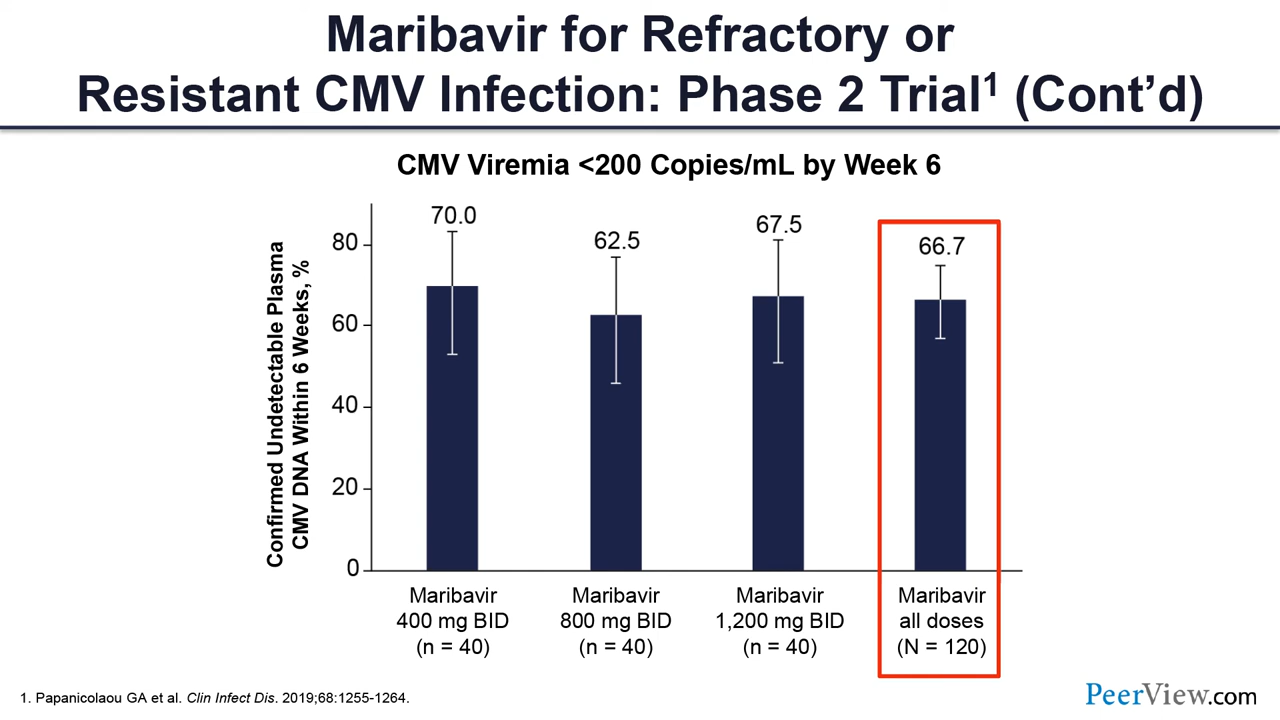 Maribavir for Refractory or
Resistant CMV Infection: Phase 2 Trial¹ (Cont’d)
CMV Viremia <200 Copies/mL by Week 6
Confirmed Undetectable Plasma
CMV DNA Within 6 Weeks, %
80
60
40
20
0
70.0
62.5
67.5
66.7
Maribavir
400 mg BID
(n = 40)
Maribavir
800 mg BID
(n = 40)
Maribavir
1,200 mg BID
(n = 40)
Maribavir
all doses
(N = 120)
1. Papanicolaou GA et al. Clin Infect Dis. 2019;68:1255-1264.
PeerView.com